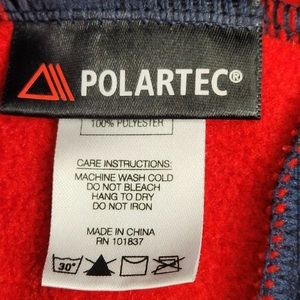 POLARTEC®
100% POLYESTER
CARE INSTRUCTIONS:
MACHINE WASH COLD
DO NOT BLEACH
HANG TO DRY
DO NOT IRON
MADE IN CHINA
RN 101837
30°